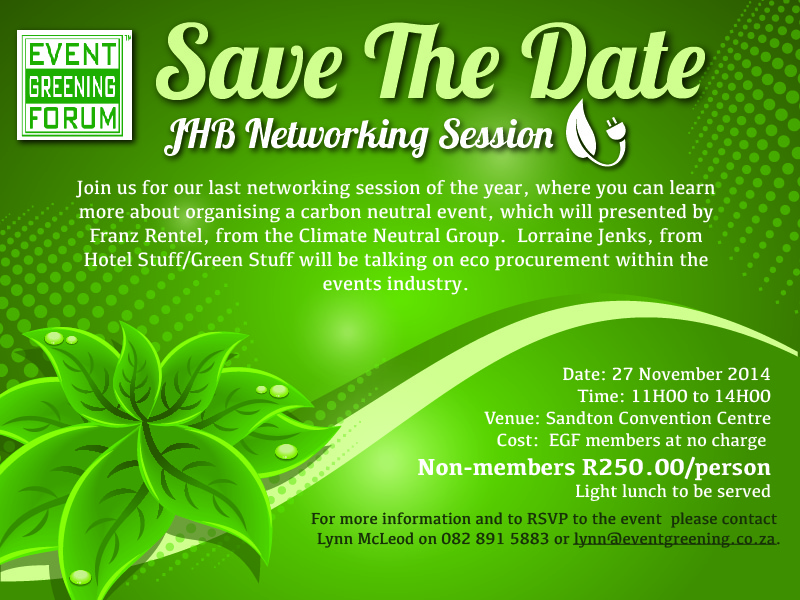 EVENT
GREENING
FORUM
TM
Save The Date
JHB Networking Session
Join us for our last networking session of the year, where you can learn
more about organising a carbon neutral event, which will presented by
Franz Rentel, from the Climate Neutral Group.  Lorraine Jenks, from
Hotel Stuff/Green Stuff will be talking on eco procurement within the
events industry.
Date: 27 November 2014
Time: 11H00 to 14H00
Venue: Sandton Convention Centre
Cost:  EGF members at no charge
Non-members R250.00/person
Light lunch to be served
For more information and to RSVP to the event  please contact
Lynn McLeod on 082 891 5883 or lynn@eventgreening.co.za.